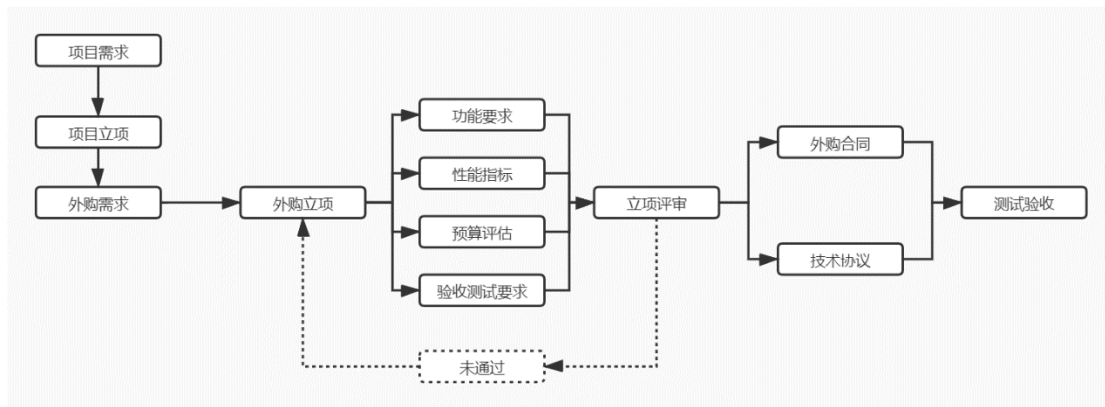 项目需求
项目立项
外购需求
外购立项
功能要求
性能指标
预算评估
验收测试要求
立项评审
未通过
外购合同
技术协议
测试验收